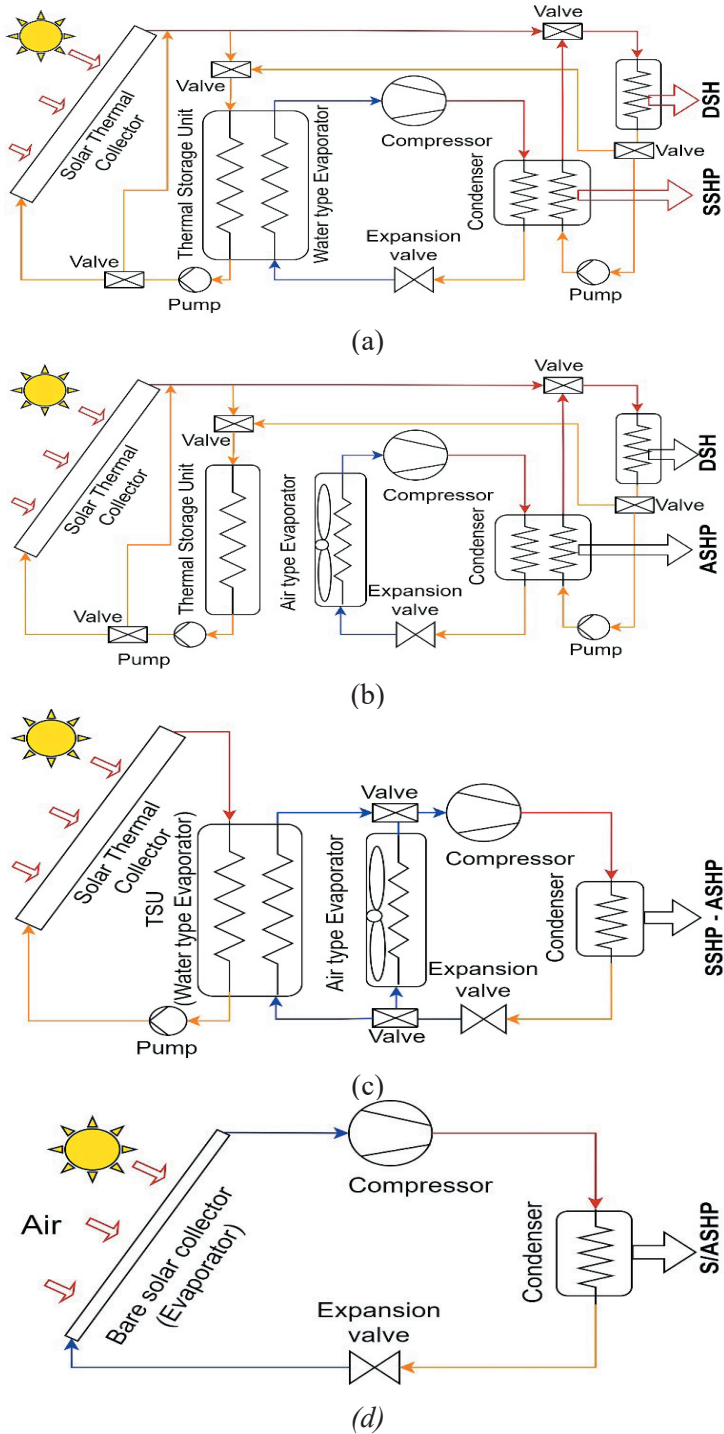 Valve
Valve
Solar Thermal
Collector
Thermal Storage Unit
Water type Evaporator
Compressor
Condenser
DSH
Valve
SSHP
Expansion
valve
Valve
Pump
Pump
(a)
Valve
Valve
Solar Thermal
Collector
Thermal Storage Unit
Air type Evaporator
Compressor
Condenser
DSH
Valve
ASHP
Expansion
valve
Valve
Pump
Pump
(b)
Solar Thermal
Collector
TSU
(Water type Evaporator)
Valve
Air type Evaporator
Compressor
Condenser
SSHP - ASHP
Expansion
valve
Valve
Pump
(c)
Air
Bare solar collector
(Evaporator)
Compressor
Condenser
S/ASHP
Expansion
valve
(d)